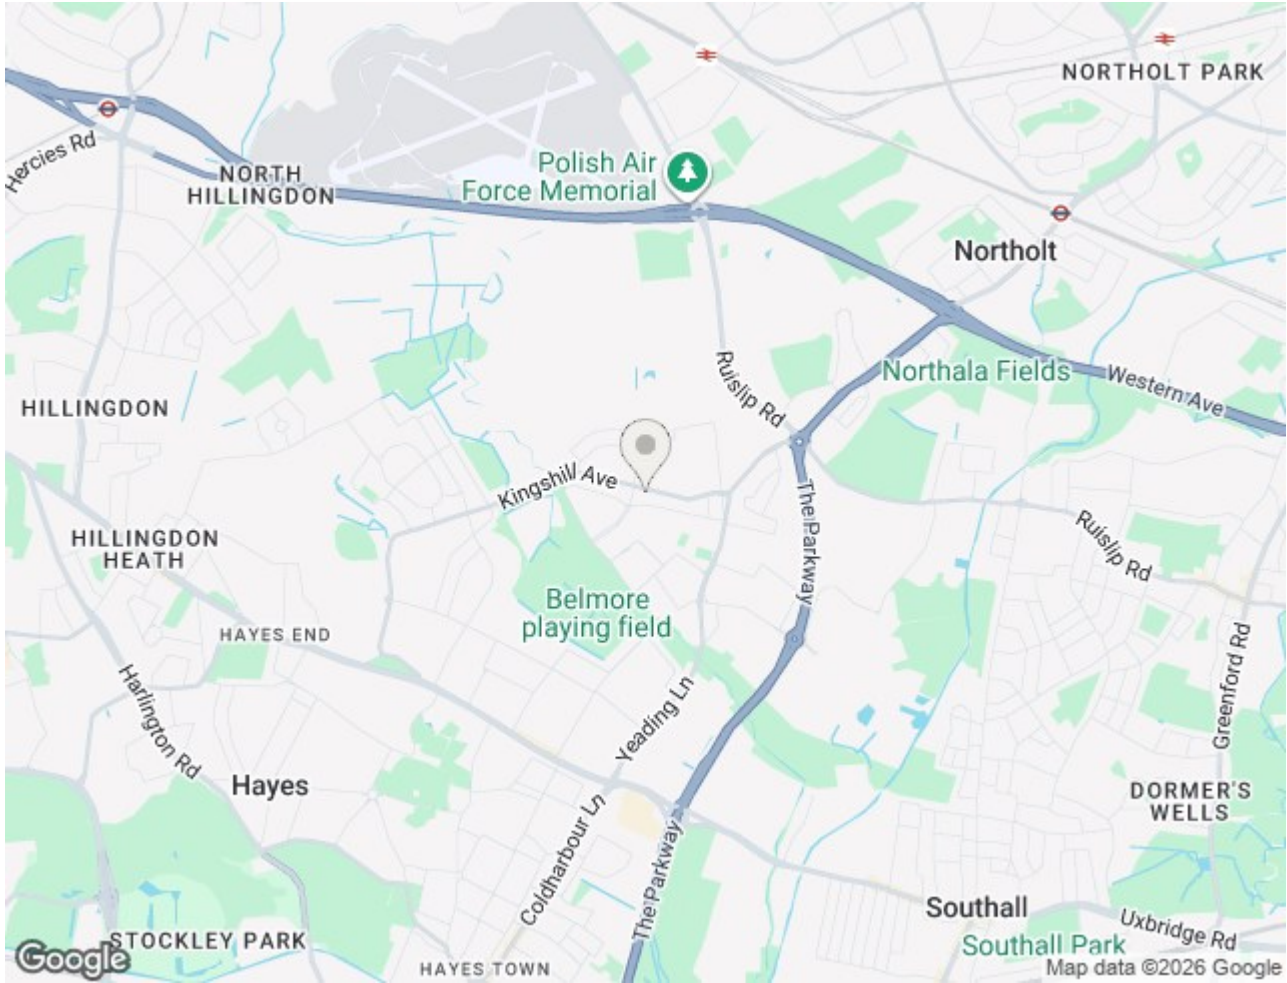 NORTHOLT PARK
Hercies Rd
Polish Air
Force Memorial
NORTH
HILLINGDON
Northolt
Ruislip Rd
Northala Fields
Western Ave
HILLINGDON
Kingshill Ave
The Parkway
Ruislip Rd
HILLINGDON
HEATH
Belmore
playing field
HAYES END
Greenford Rd
Harlington Rd
Yeading Ln
Hayes
DORMER'S
WELLS
Coldharbour Ln
The Parkway
Southall
Uxbridge Rd
STOCKLEY PARK
Southall Park
Google
HAYES TOWN
Map data ©2026 Google